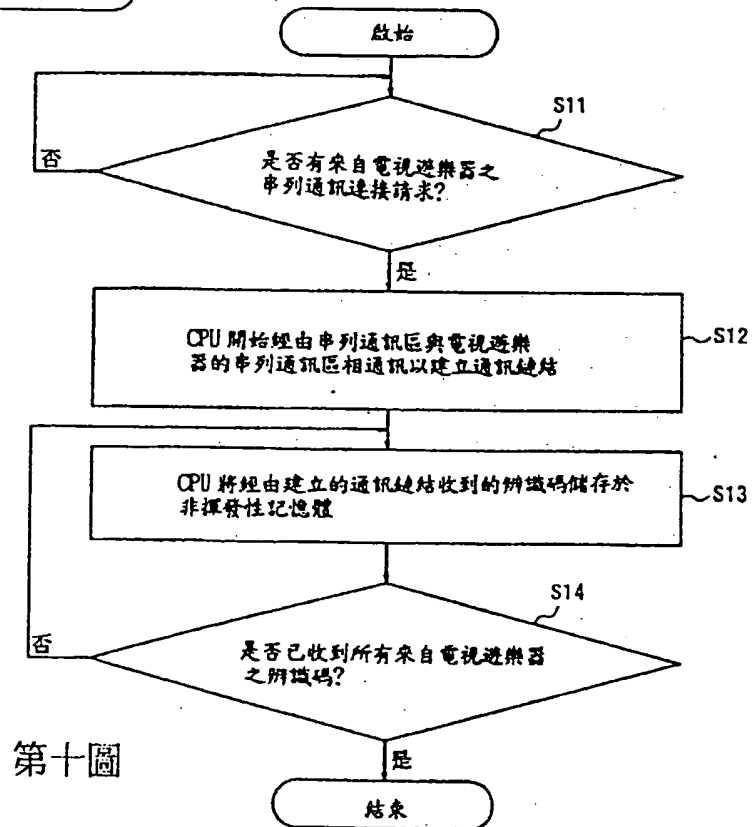 啟始
S11
是否有來自電視遊樂器之
串列通訊連接請求?
否
是
CPU 開始經由串列通訊區與電視遊樂
器的串列通訊區相通訊以建立通訊鏈結
S12
CPU 將經由建立的通訊鏈結收到的辨識碼儲存於
非揮發性記憶體
S13
S14
是否已收到所有來自電視遊樂器
之辨識碼?
否
是
第十圖
結束